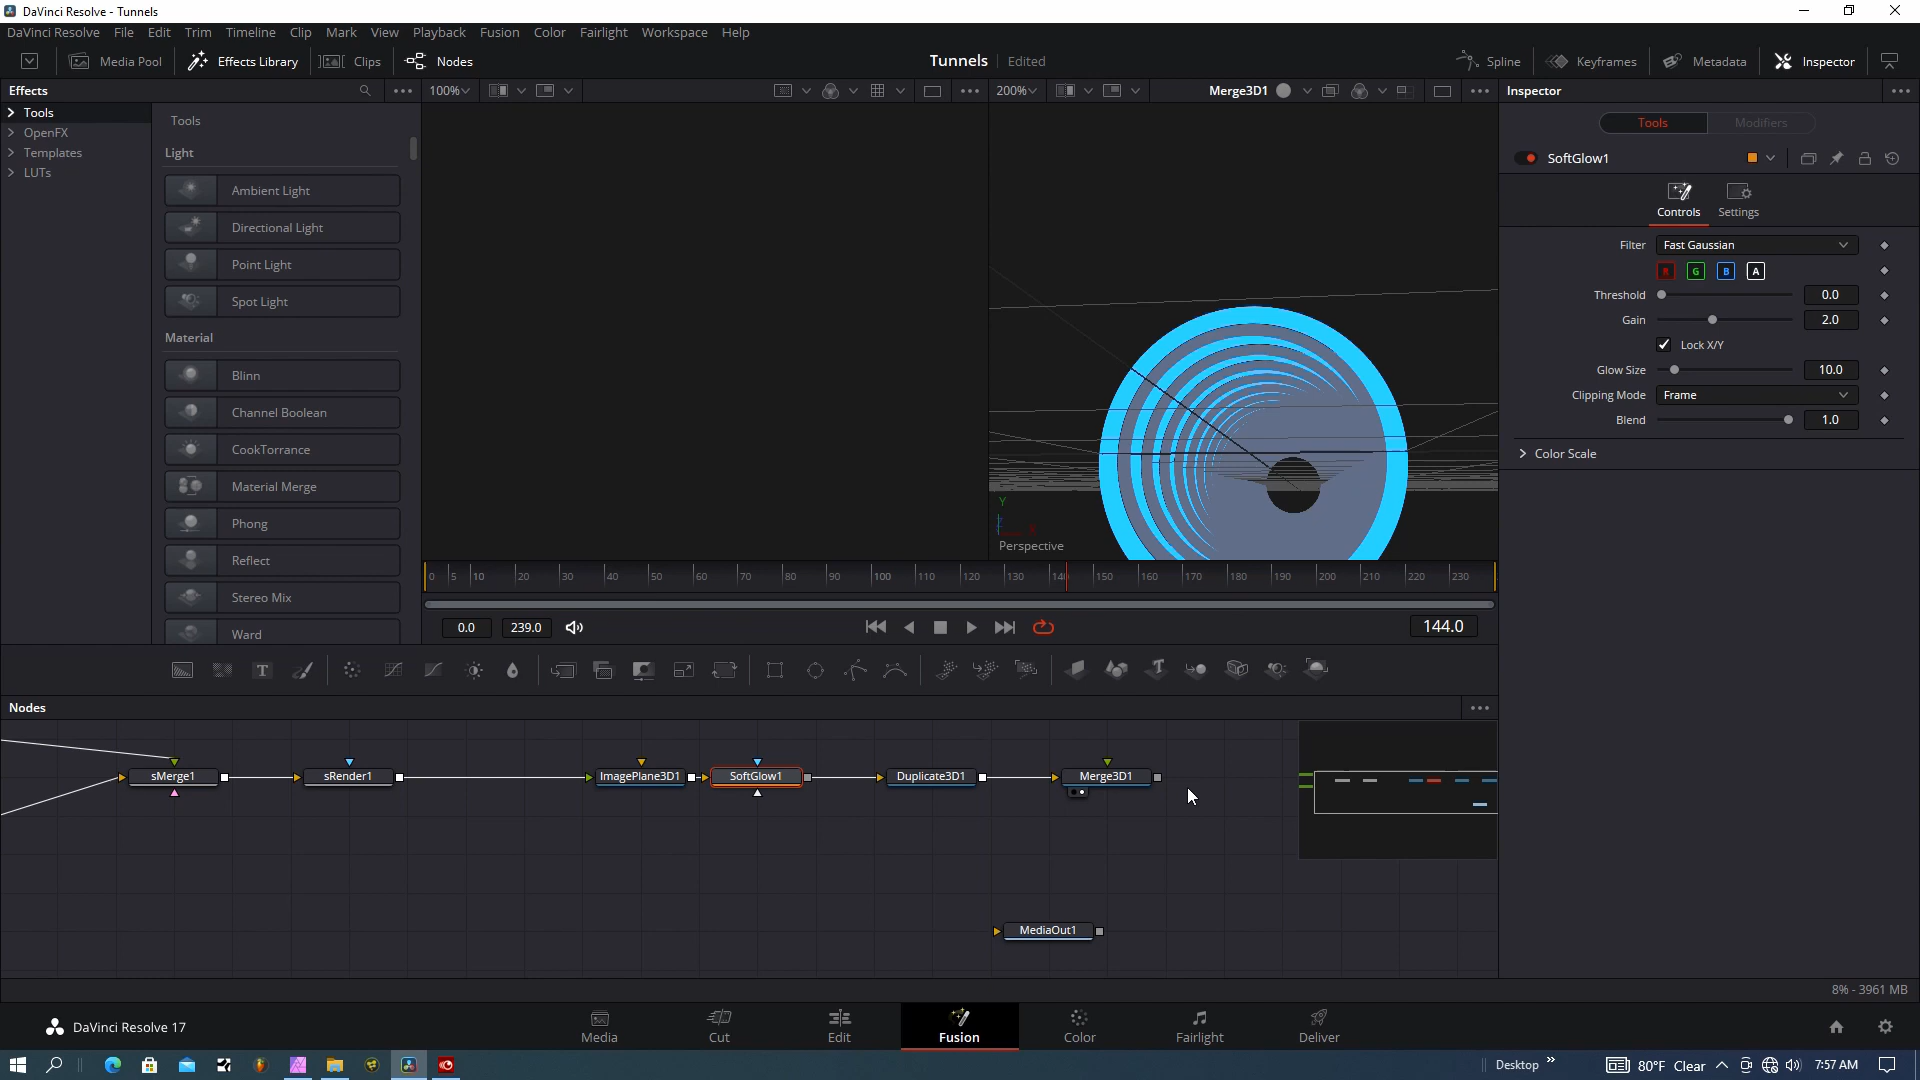 DaVinci Resolve - Tunnels
DaVinci Resolve File Edit Trim Timeline Clip Mark View Playback Fusion Color Fairlight Workspace Help
Media Pool Effects Library Clips Nodes Tunnels Edited Spline Keyframes Metadata Inspector
Effects 100% 200% Merge3D1 Inspector
Tools
OpenFX
Templates
LUTs
Tools
Light
Ambient Light
Directional Light
Point Light
Spot Light
Material
Blinn
Channel Boolean
CookTorrance
Material Merge
Phong
Reflect
Stereo Mix
Ward
Y
Z
X
Perspective
Tools Modifiers
SoftGlow1
Controls Settings
Filter Fast Gaussian
R G B A
Threshold 0.0
Gain 2.0
Lock X/Y
Glow Size 10.0
Clipping Mode Frame
Blend 1.0
Color Scale
0 5 10 20 30 40 50 60 70 80 90 100 110 120 130 140 150 160 170 180 190 200 210 220 230
0.0 239.0 144.0
T T
Nodes
sMerge1 sRender1 ImagePlane3D1 SoftGlow1 Duplicate3D1 Merge3D1
MediaOut1
8% - 3961 MB
DaVinci Resolve 17 Media Cut Edit Fusion Color Fairlight Deliver
Desktop 80°F Clear 7:57 AM